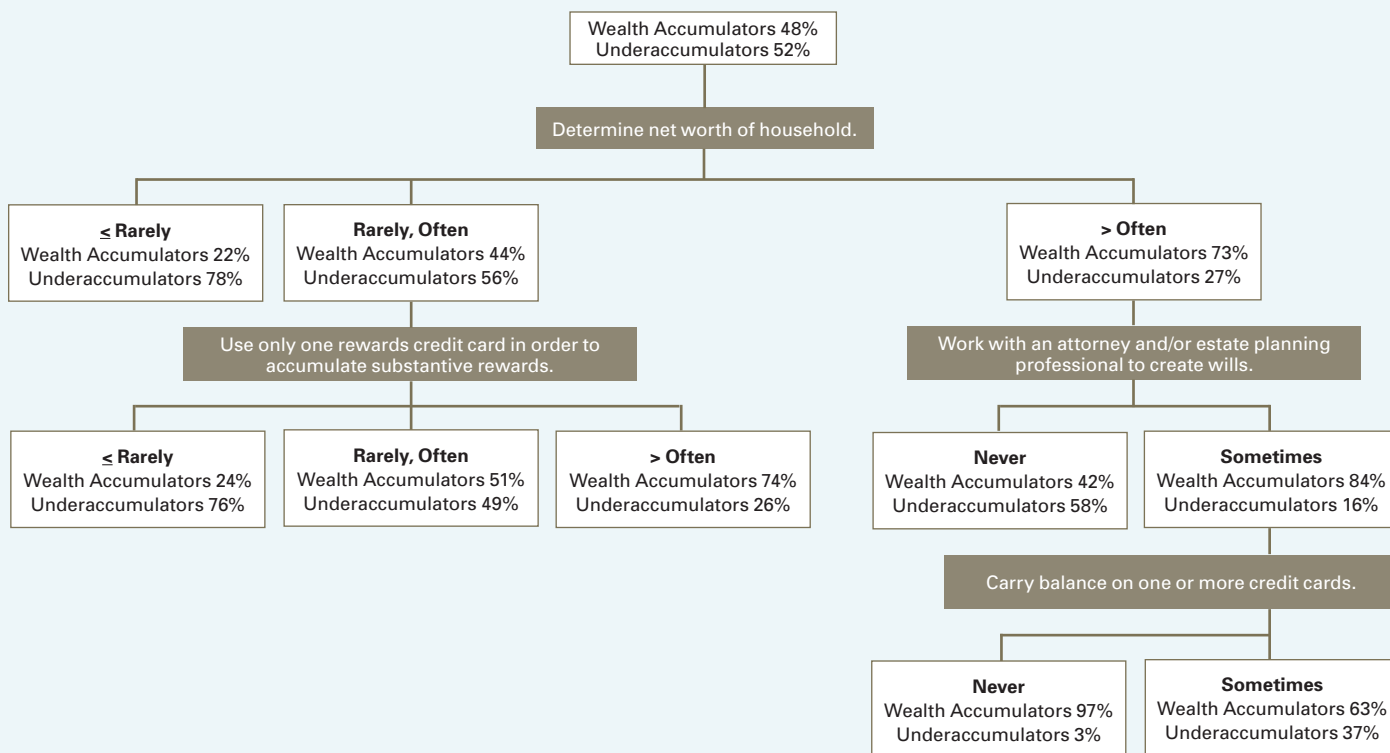 Wealth Accumulators 48%
Underaccumulators 52%
Determine net worth of household.
≤ Rarely
Wealth Accumulators 22%
Underaccumulators 78%
Rarely, Often
Wealth Accumulators 44%
Underaccumulators 56%
> Often
Wealth Accumulators 73%
Underaccumulators 27%
Use only one rewards credit card in order to
accumulate substantive rewards.
Work with an attorney and/or estate planning
professional to create wills.
≤ Rarely
Wealth Accumulators 24%
Underaccumulators 76%
Rarely, Often
Wealth Accumulators 51%
Underaccumulators 49%
> Often
Wealth Accumulators 74%
Underaccumulators 26%
Never
Wealth Accumulators 42%
Underaccumulators 58%
Sometimes
Wealth Accumulators 84%
Underaccumulators 16%
Carry balance on one or more credit cards.
Never
Wealth Accumulators 97%
Underaccumulators 3%
Sometimes
Wealth Accumulators 63%
Underaccumulators 37%